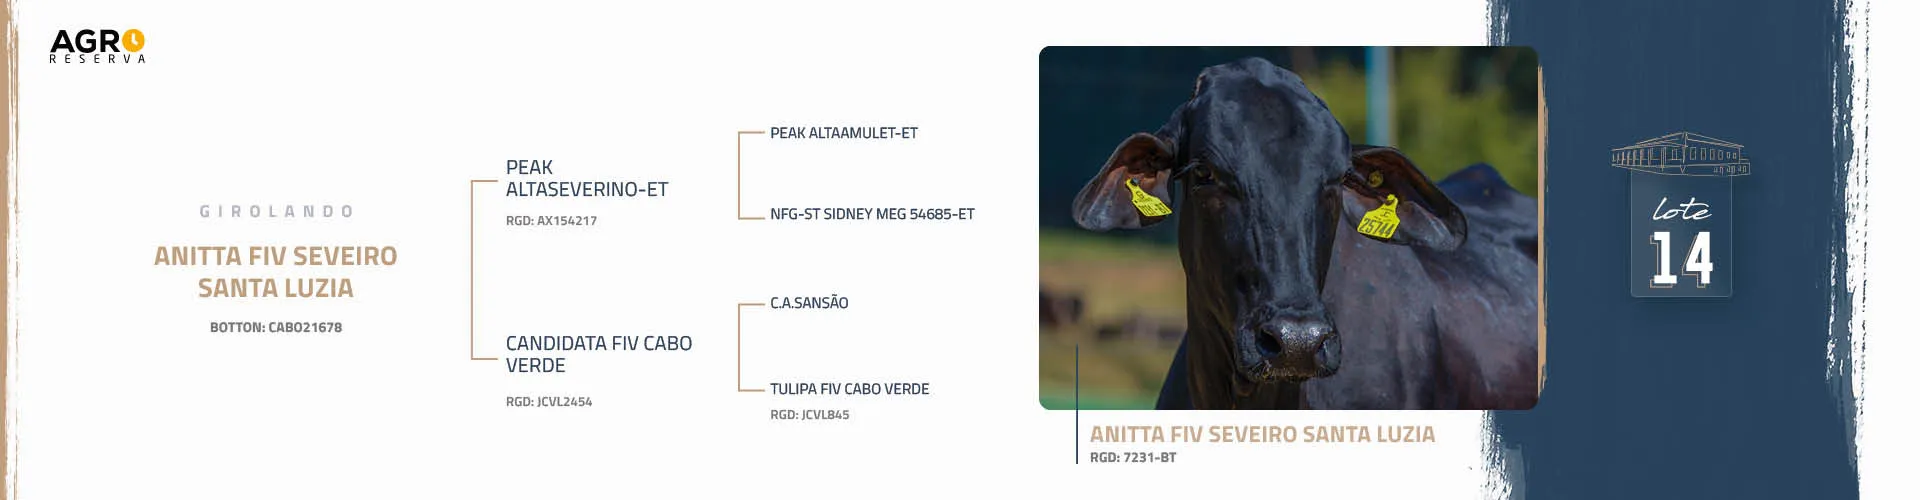 AGRO
RESERVA
GIROLANDO
ANITTA FIV SEVEIRO
SANTA LUZIA
BOTTON: CABO21678
PEAK
ALTASEVERINO-ET
RGD: AX154217
CANDIDATA FIV CABO
VERDE
RGD: JCVL2454
PEAK ALTAAMULET-ET
NFG-ST SIDNEY MEG 54685-ET
C.A.SANSÃO
TULIPA FIV CABO VERDE
RGD: JCVL845
25744
ANITTA FIV SEVEIRO SANTA LUZIA
RGD: 7231-BT
lote
14